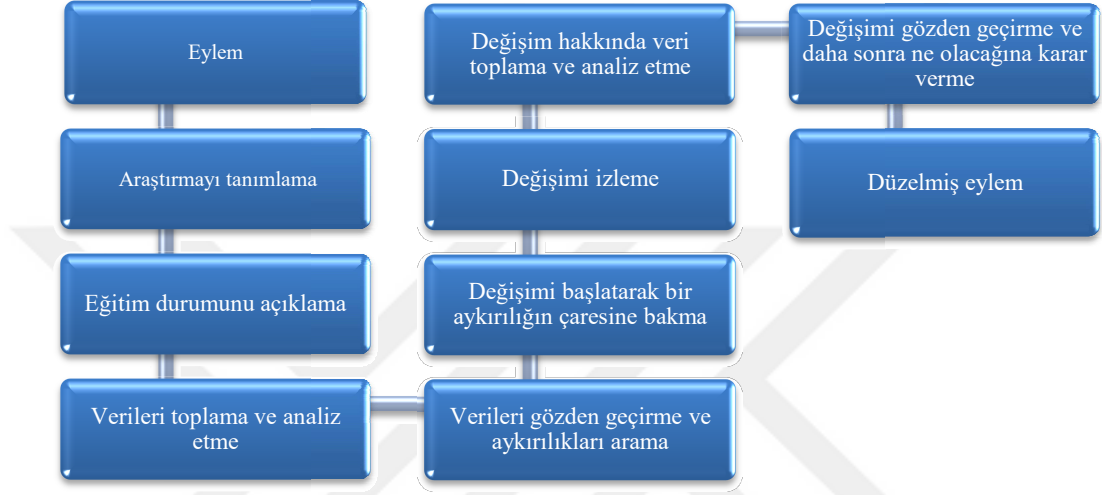 Eylem
Araştırmayı tanımlama
Eğitim durumunu açıklama
Verileri toplama ve analiz
etme
Verileri gözden geçirme ve
aykırılıkları arama
Değişimi başlatarak bir
aykırılığın çaresine bakma
Değişimi izleme
Değişim hakkında veri
toplama ve analiz etme
Değişimi gözden geçirme ve
daha sonra ne olacağına karar
verme
Düzelmiş eylem